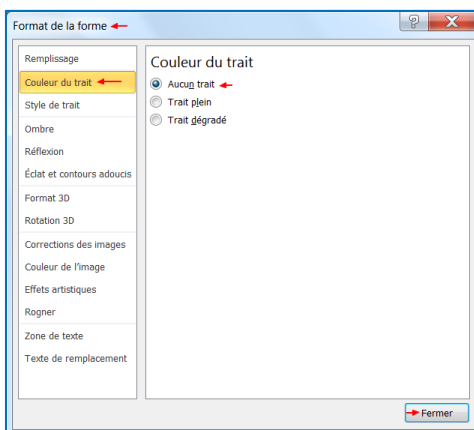 Format de la forme
?
X
Remplissage
Couleur du trait
Style de trait
Ombre
Réflexion
Éclat et contours adoucis
Format 3D
Rotation 3D
Corrections des images
Couleur de l'image
Effets artistiques
Rogner
Zone de texte
Texte de remplacement
Couleur du trait
Aucun trait
Trait plein
Trait dégradé
Fermer